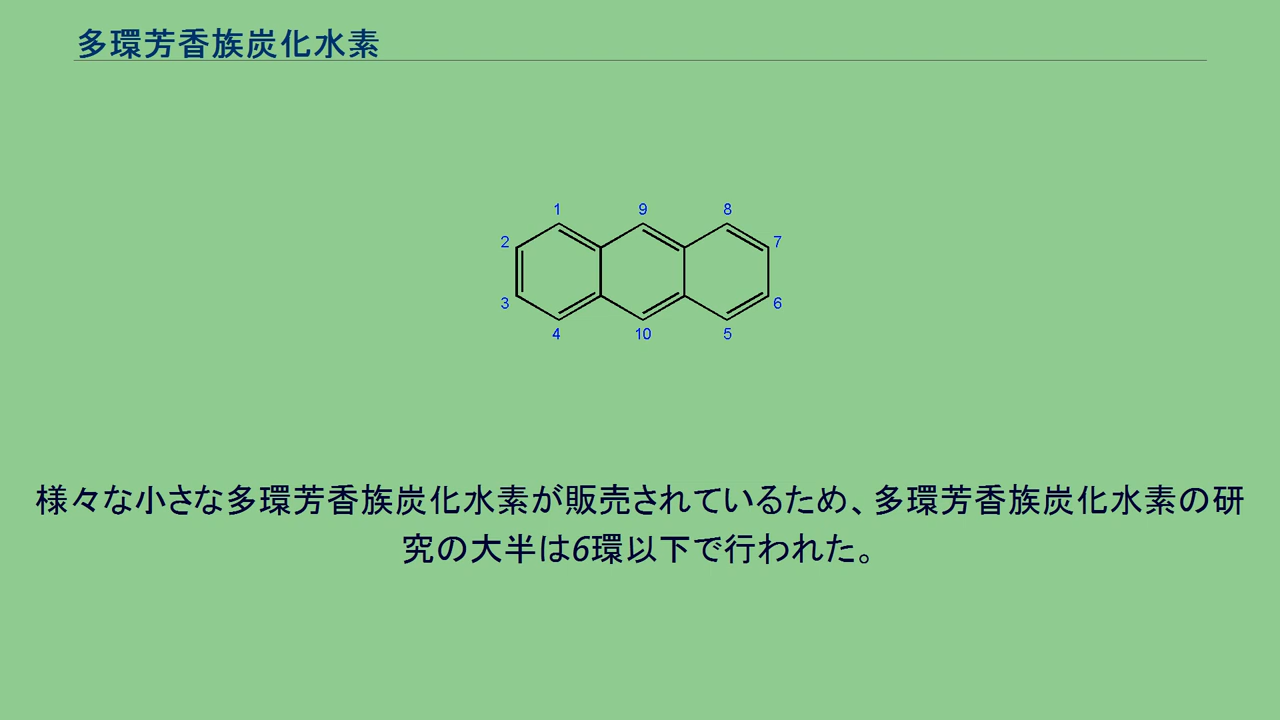 多環芳香族炭化水素
1 9 8
2 7
3 6
4 10 5
様々な小さな多環芳香族炭化水素が販売されているため、多環芳香族炭化水素の研
究の大半は6環以下で行われた。